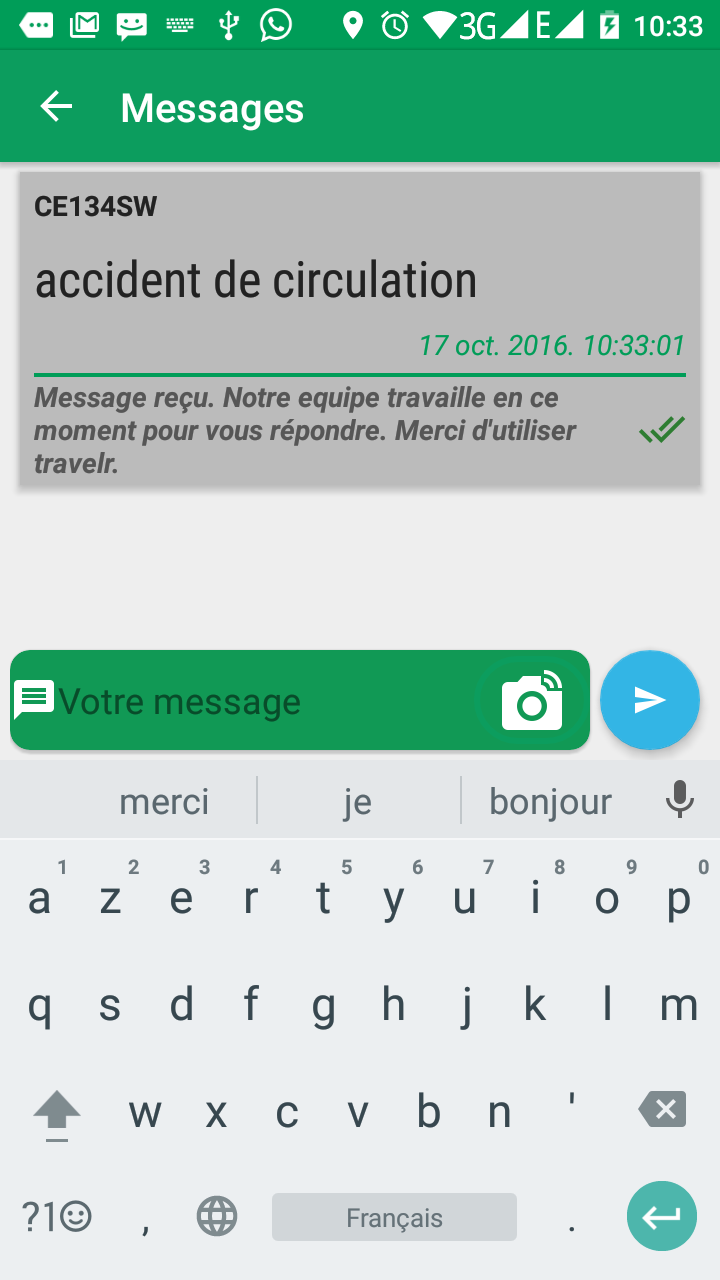 3G E 10:33
Messages
CE134SW
accident de circulation
17 oct. 2016. 10:33:01
Message reçu. Notre equipe travaille en ce
moment pour vous répondre. Merci d'utiliser
travelr.
Votre message
merci je bonjour
1 2 3 4 5 6 7 8 9 0
a z e r t y u i o p
q s d f g h j k l m
w x c v b n '
?1 , Français .